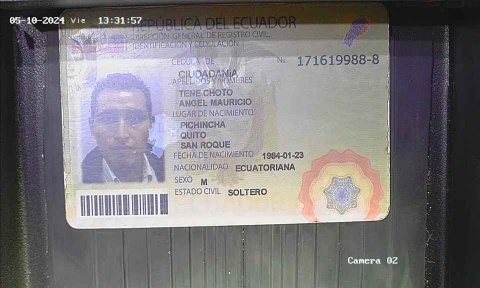 05-10-2024 Vie 13:31:57
REPÚBLICA DEL ECUADOR
DIRECCIÓN GENERAL DE REGISTRO CIVIL,
IDENTIFICACIÓN Y CEDULACIÓN
CÉDULA DE No. 171619988-8
CIUDADANÍA
APELLIDOS Y NOMBRES
TENE CHOTO
ANGEL MAURICIO
LUGAR DE NACIMIENTO
PICHINCHA
QUITO
SAN ROQUE
FECHA DE NACIMIENTO 1984-01-23
NACIONALIDAD ECUATORIANA
SEXO M
ESTADO CIVIL SOLTERO
Camera 02